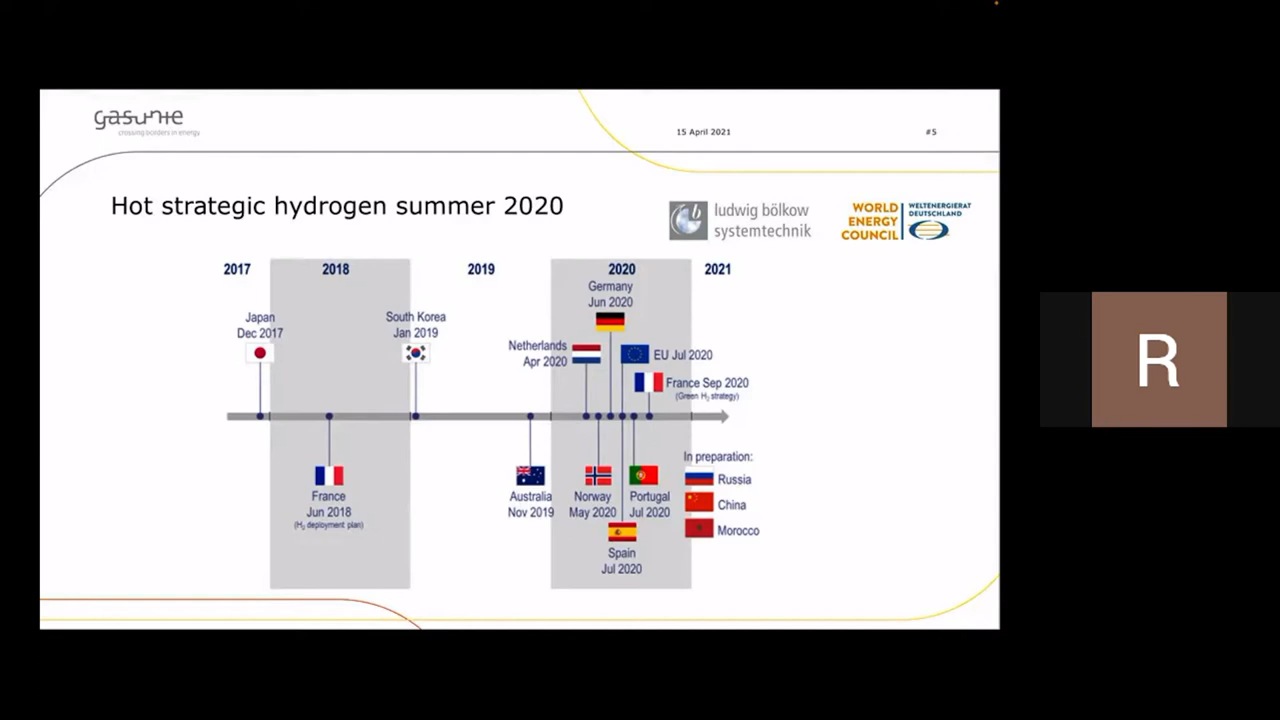 gasunie
crossing borders in energy
15 April 2021
#5
Hot strategic hydrogen summer 2020
ludwig bölkow
systemtechnik
WORLD
ENERGY
COUNCIL
WELTENERGIERAT
DEUTSCHLAND
2017
2018
2019
2020
2021
Germany
Jun 2020
Japan
Dec 2017
South Korea
Jan 2019
Netherlands
Apr 2020
EU Jul 2020
France Sep 2020
(Green H₂ strategy)
France
Jun 2018
(H₂ deployment plan)
Australia
Nov 2019
Norway
May 2020
Portugal
Jul 2020
Spain
Jul 2020
In preparation:
Russia
China
Morocco
R